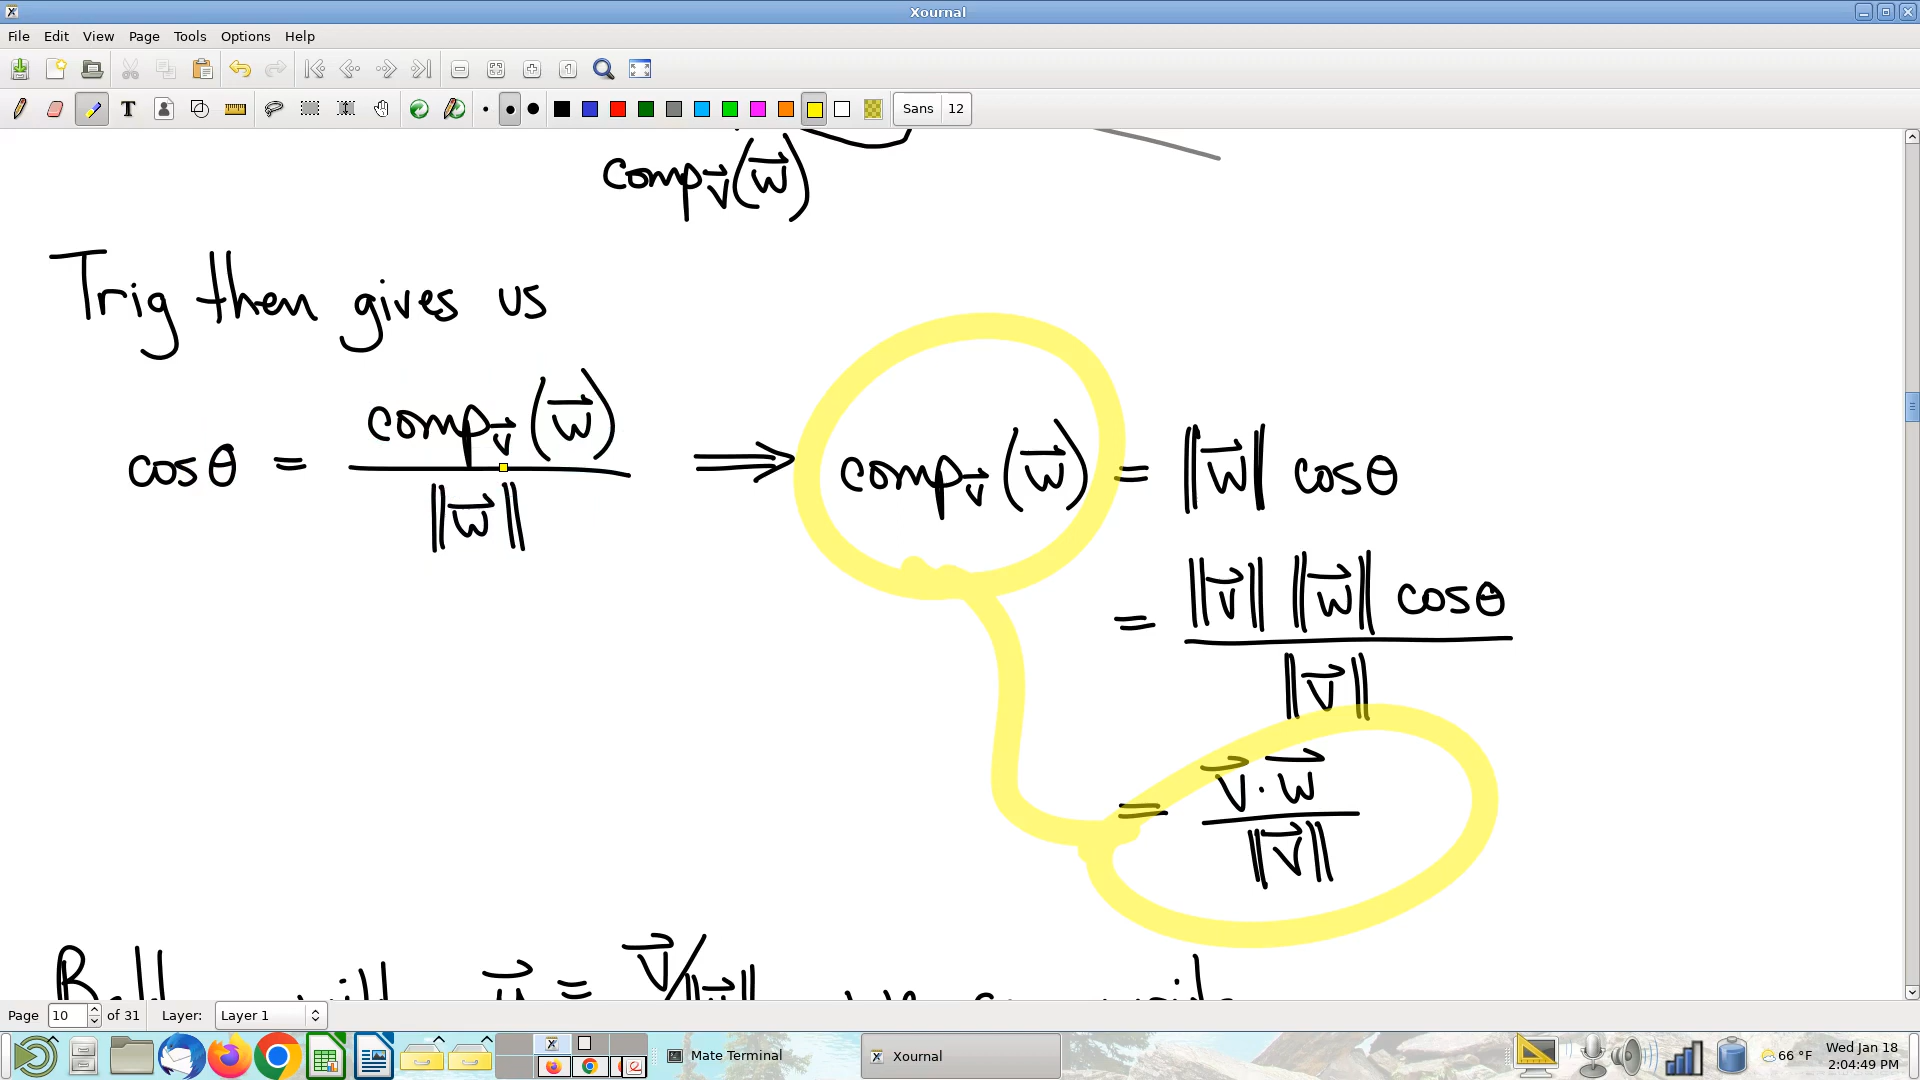 Xournal
File Edit View Page Tools Options Help
Sans 12
comp_v⃗(w⃗)
Trig then gives us
cosθ = comp_v⃗(w⃗) / ‖w⃗‖ ⟹ comp_v⃗(w⃗) = ‖w⃗‖ cosθ
= ‖v⃗‖ ‖w⃗‖ cosθ / ‖v⃗‖
= v⃗·w⃗ / ‖v⃗‖
= v⃗/‖v⃗‖
Page 10 of 31 Layer: Layer 1
Mate Terminal
Xournal
66 °F
Wed Jan 18
2:04:49 PM